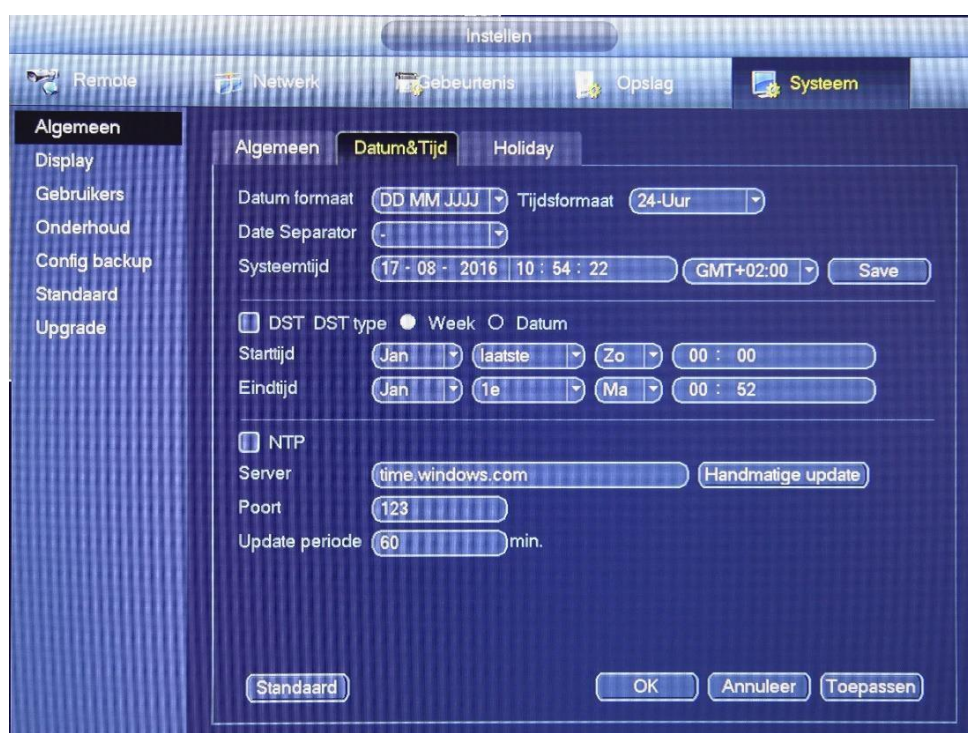 Instellen
Remote Netwerk Gebeurtenis Opslag Systeem
Algemeen
Display
Gebruikers
Onderhoud
Config backup
Standaard
Upgrade
Algemeen Datum&Tijd Holiday
Datum formaat DD MM JJJJ Tijdsformaat 24-Uur
Date Separator -
Systeemtijd 17 - 08 - 2016 10 : 54 : 22 GMT+02:00 Save
DST DST type Week Datum
Starttijd Jan laatste Zo 00 : 00
Eindtijd Jan 1e Ma 00 : 52
NTP
Server time.windows.com Handmatige update
Poort 123
Update periode 60 min.
Standaard OK Annuleer Toepassen